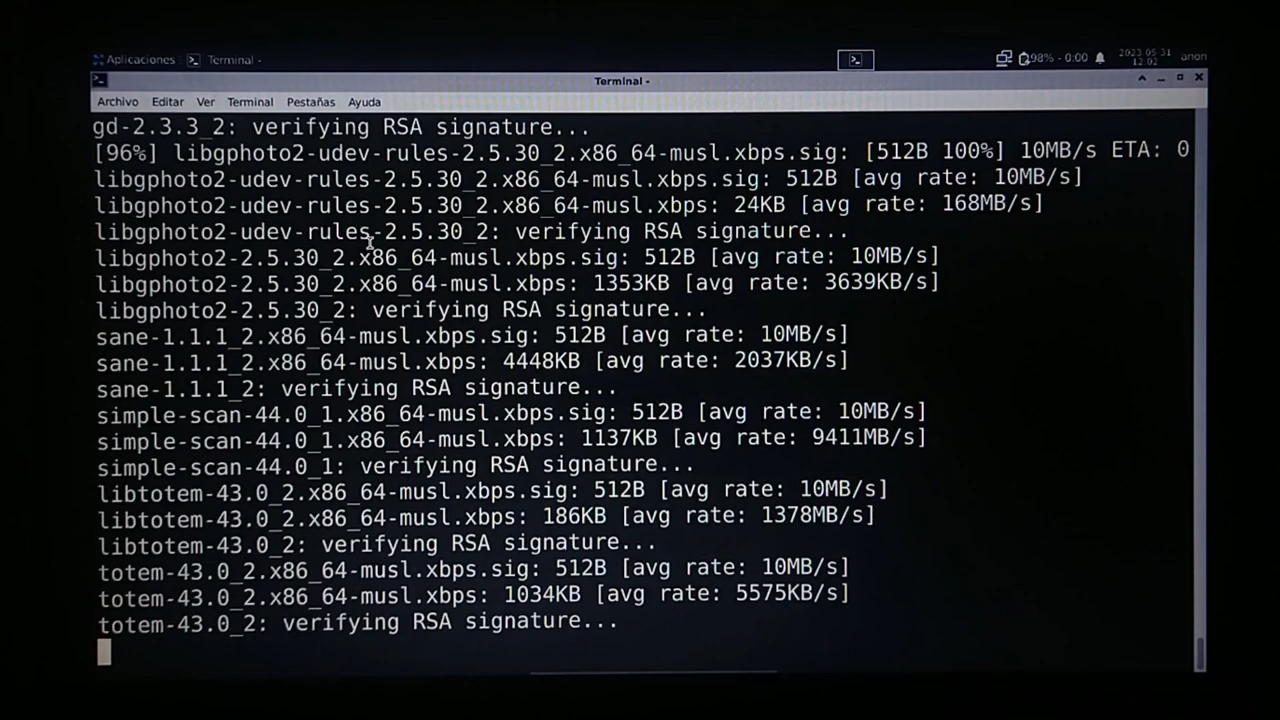 Aplicaciones Terminal - 98% - 0:00 2023-05-31 12:02 anon
Terminal -
Archivo Editar Ver Terminal Pestañas Ayuda
gd-2.3.3_2: verifying RSA signature...
[96%] libgphoto2-udev-rules-2.5.30_2.x86_64-musl.xbps.sig: [512B 100%] 10MB/s ETA: 0
libgphoto2-udev-rules-2.5.30_2.x86_64-musl.xbps.sig: 512B [avg rate: 10MB/s]
libgphoto2-udev-rules-2.5.30_2.x86_64-musl.xbps: 24KB [avg rate: 168MB/s]
libgphoto2-udev-rules-2.5.30_2: verifying RSA signature...
libgphoto2-2.5.30_2.x86_64-musl.xbps.sig: 512B [avg rate: 10MB/s]
libgphoto2-2.5.30_2.x86_64-musl.xbps: 1353KB [avg rate: 3639KB/s]
libgphoto2-2.5.30_2: verifying RSA signature...
sane-1.1.1_2.x86_64-musl.xbps.sig: 512B [avg rate: 10MB/s]
sane-1.1.1_2.x86_64-musl.xbps: 4448KB [avg rate: 2037KB/s]
sane-1.1.1_2: verifying RSA signature...
simple-scan-44.0_1.x86_64-musl.xbps.sig: 512B [avg rate: 10MB/s]
simple-scan-44.0_1.x86_64-musl.xbps: 1137KB [avg rate: 9411MB/s]
simple-scan-44.0_1: verifying RSA signature...
libtotem-43.0_2.x86_64-musl.xbps.sig: 512B [avg rate: 10MB/s]
libtotem-43.0_2.x86_64-musl.xbps: 186KB [avg rate: 1378MB/s]
libtotem-43.0_2: verifying RSA signature...
totem-43.0_2.x86_64-musl.xbps.sig: 512B [avg rate: 10MB/s]
totem-43.0_2.x86_64-musl.xbps: 1034KB [avg rate: 5575KB/s]
totem-43.0_2: verifying RSA signature...